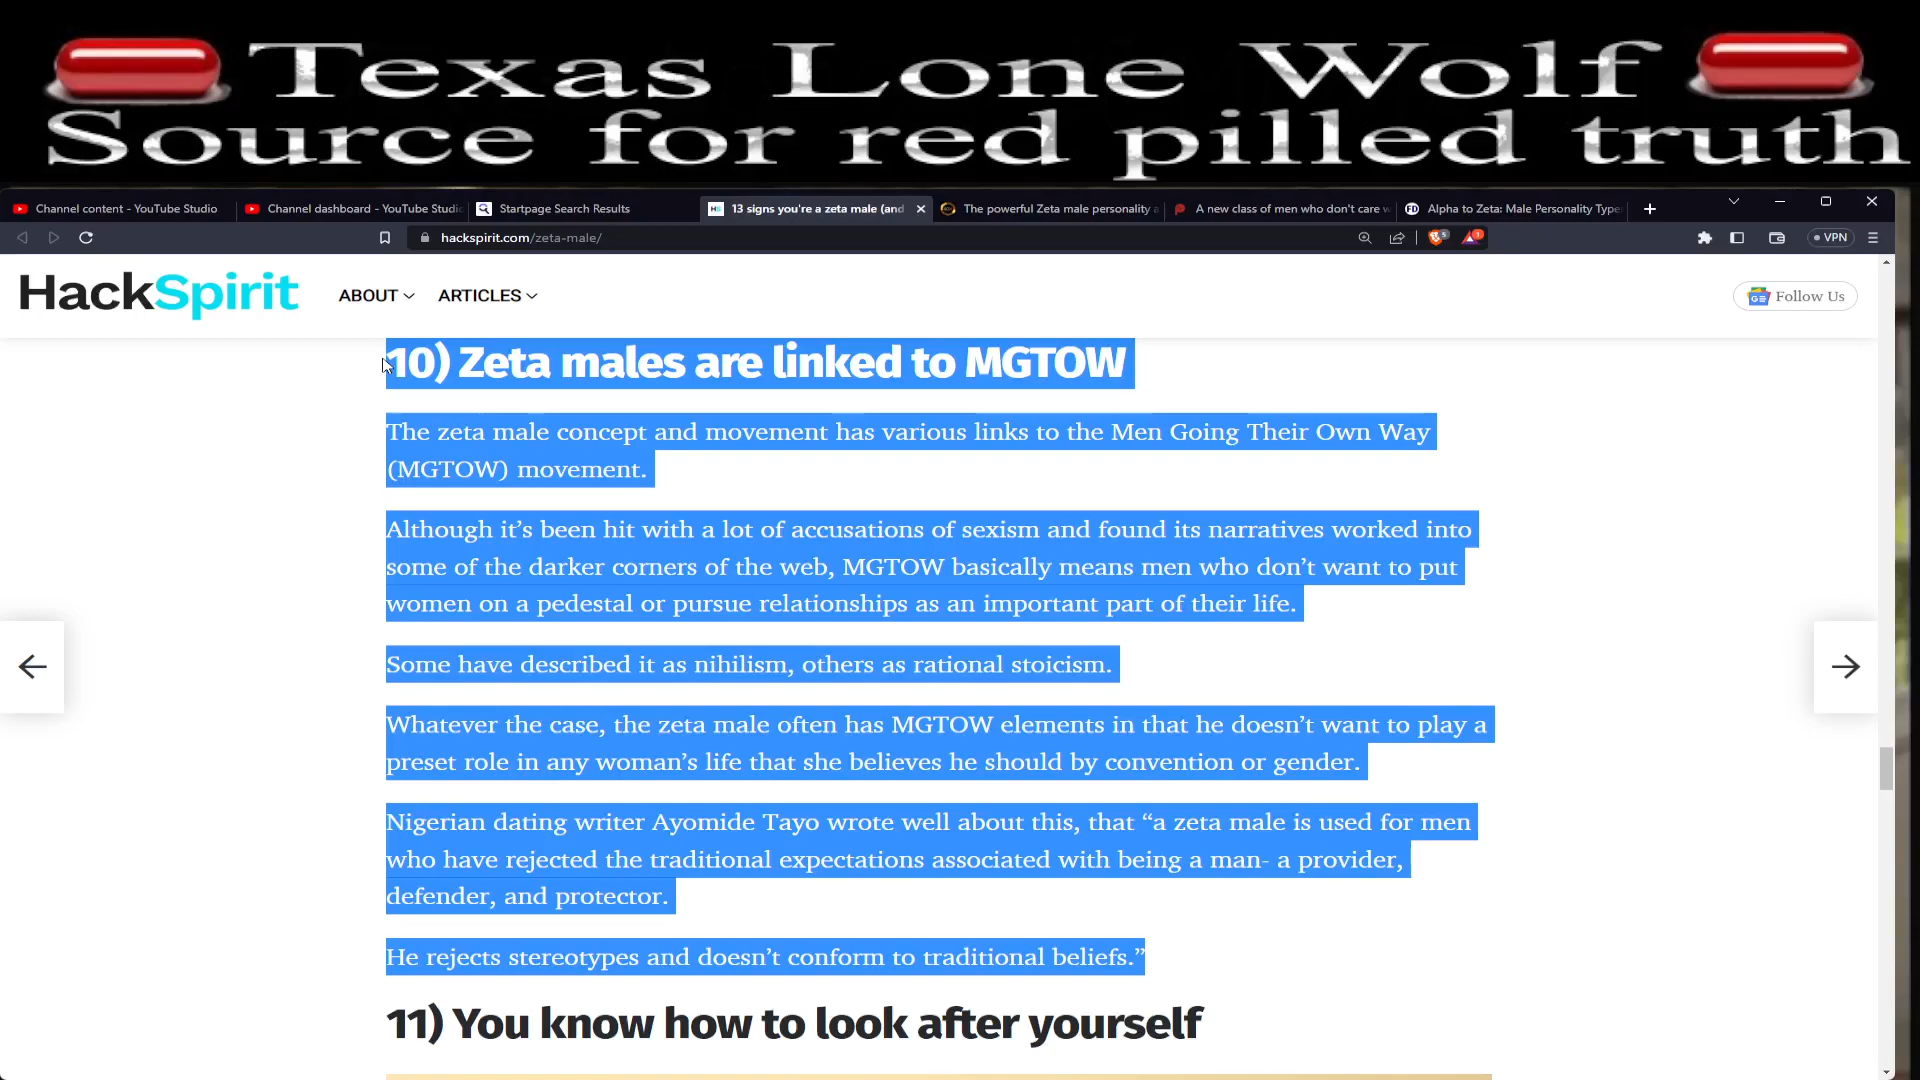 Texas Lone Wolf
Source for red pilled truth
Channel content - YouTube Studio
Channel dashboard - YouTube Studio
Startpage Search Results
13 signs you're a zeta male (and
The powerful Zeta male personality a
A new class of men who don't care w
Alpha to Zeta: Male Personality Type
hackspirit.com/zeta-male/
5
1
VPN
HackSpirit
ABOUT
ARTICLES
GE
Follow Us
10) Zeta males are linked to MGTOW
The zeta male concept and movement has various links to the Men Going Their Own Way
(MGTOW) movement.
Although it’s been hit with a lot of accusations of sexism and found its narratives worked into
some of the darker corners of the web, MGTOW basically means men who don’t want to put
women on a pedestal or pursue relationships as an important part of their life.
Some have described it as nihilism, others as rational stoicism.
Whatever the case, the zeta male often has MGTOW elements in that he doesn’t want to play a
preset role in any woman’s life that she believes he should by convention or gender.
Nigerian dating writer Ayomide Tayo wrote well about this, that “a zeta male is used for men
who have rejected the traditional expectations associated with being a man- a provider,
defender, and protector.
He rejects stereotypes and doesn’t conform to traditional beliefs.”
11) You know how to look after yourself